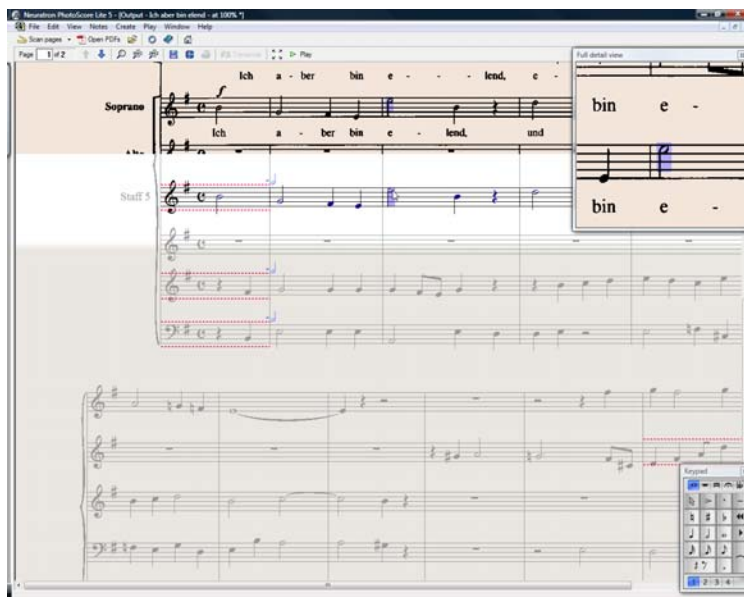 Neuratron PhotoScore Lite 5 - [Output - Ich aber bin elend - at 100% *]
File Edit View Notes Create Play Window Help
Scan pages Open PDFs
Page 1 of 2 Play
Full detail view
Ich a - ber bin e - lend, e -
f
Soprano
Ich a - ber bin e - lend, und
Alto
bin e -
bin e -
Staff 5
Keypad
1 2 3 4